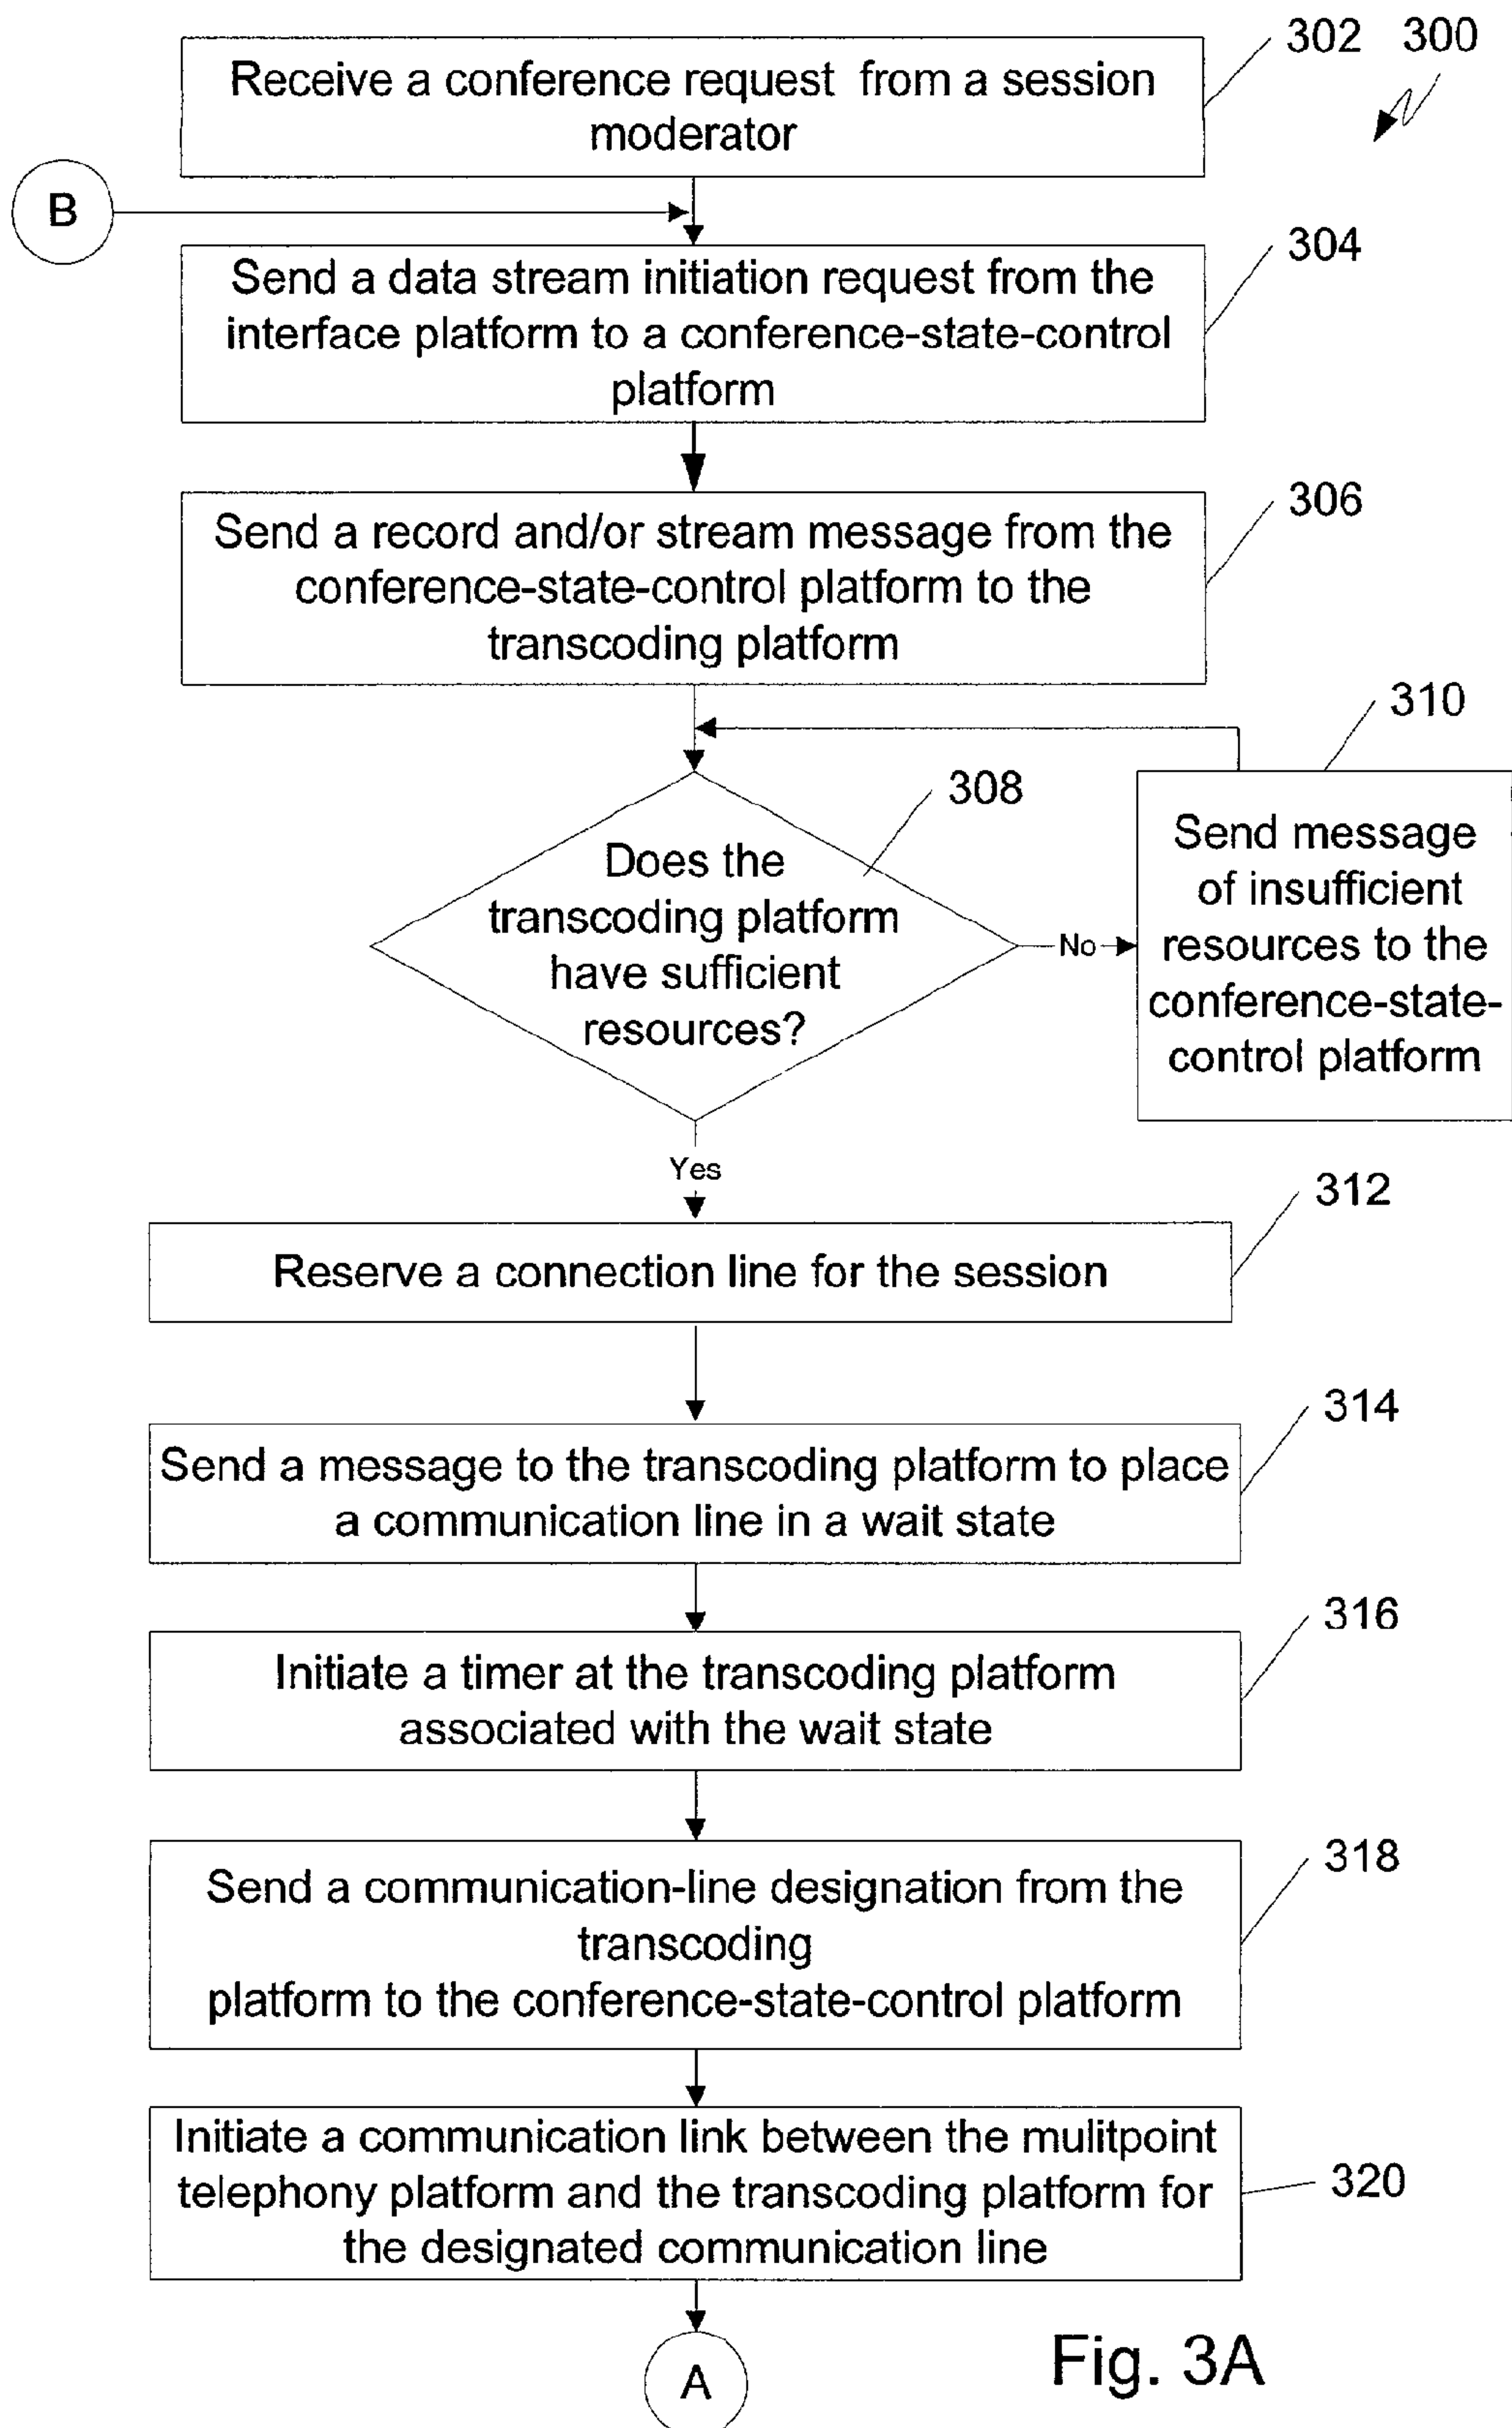 302 300
Receive a conference request from a session
moderator
B
304
Send a data stream initiation request from the
interface platform to a conference-state-control
platform
306
Send a record and/or stream message from the
conference-state-control platform to the
transcoding platform
310
308
Does the
transcoding platform
have sufficient
resources?
No
Send message
of insufficient
resources to the
conference-state-
control platform
Yes
312
Reserve a connection line for the session
314
Send a message to the transcoding platform to place
a communication line in a wait state
316
Initiate a timer at the transcoding platform
associated with the wait state
318
Send a communication-line designation from the
transcoding
platform to the conference-state-control platform
Initiate a communication link between the mulitpoint
telephony platform and the transcoding platform for
the designated communication line
320
A
Fig. 3A